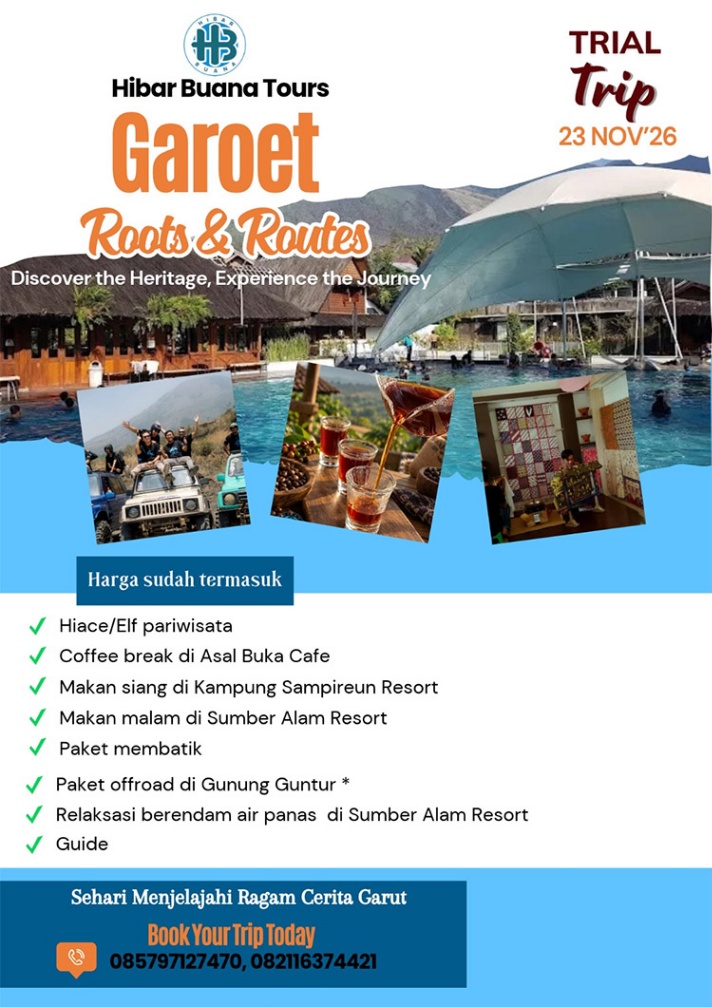 HIBAR
HB
BUANA
Hibar Buana Tours
TRIAL
Trip
23 NOV'26
Garoet
Roots & Routes
Discover the Heritage, Experience the Journey
Harga sudah termasuk
Hiace/Elf pariwisata
Coffee break di Asal Buka Cafe
Makan siang di Kampung Sampireun Resort
Makan malam di Sumber Alam Resort
Paket membatik
Paket offroad di Gunung Guntur *
Relaksasi berendam air panas di Sumber Alam Resort
Guide
Sehari Menjelajahi Ragam Cerita Garut
Book Your Trip Today
085797127470, 082116374421